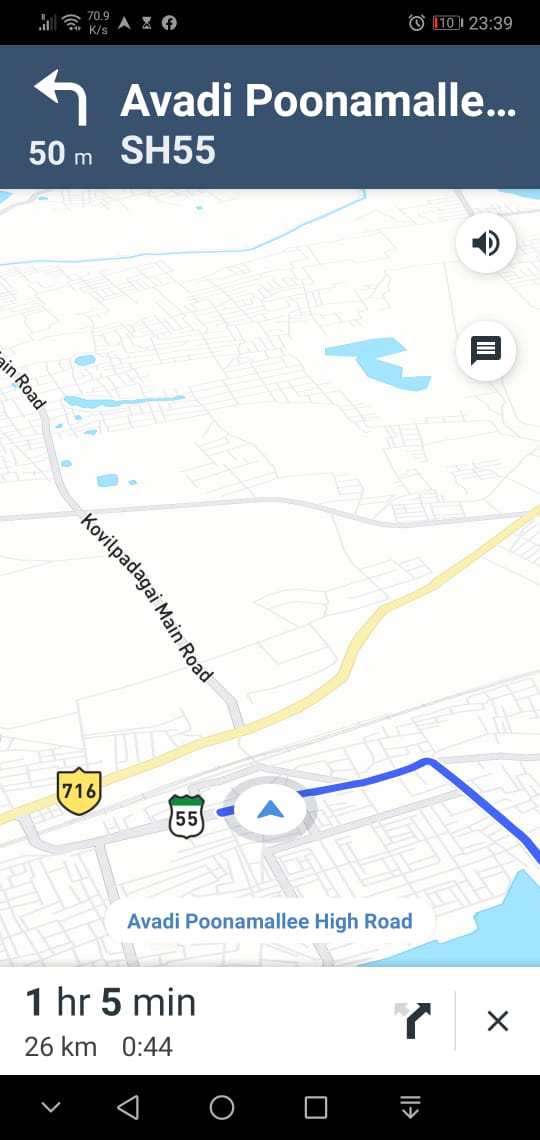 R
70.9
K/s
10
23:39
Avadi Poonamalle...
50 m
SH55
ain Road
Kovilpadagai Main Road
716
55
Avadi Poonamallee High Road
1 hr 5 min
26 km 0:44